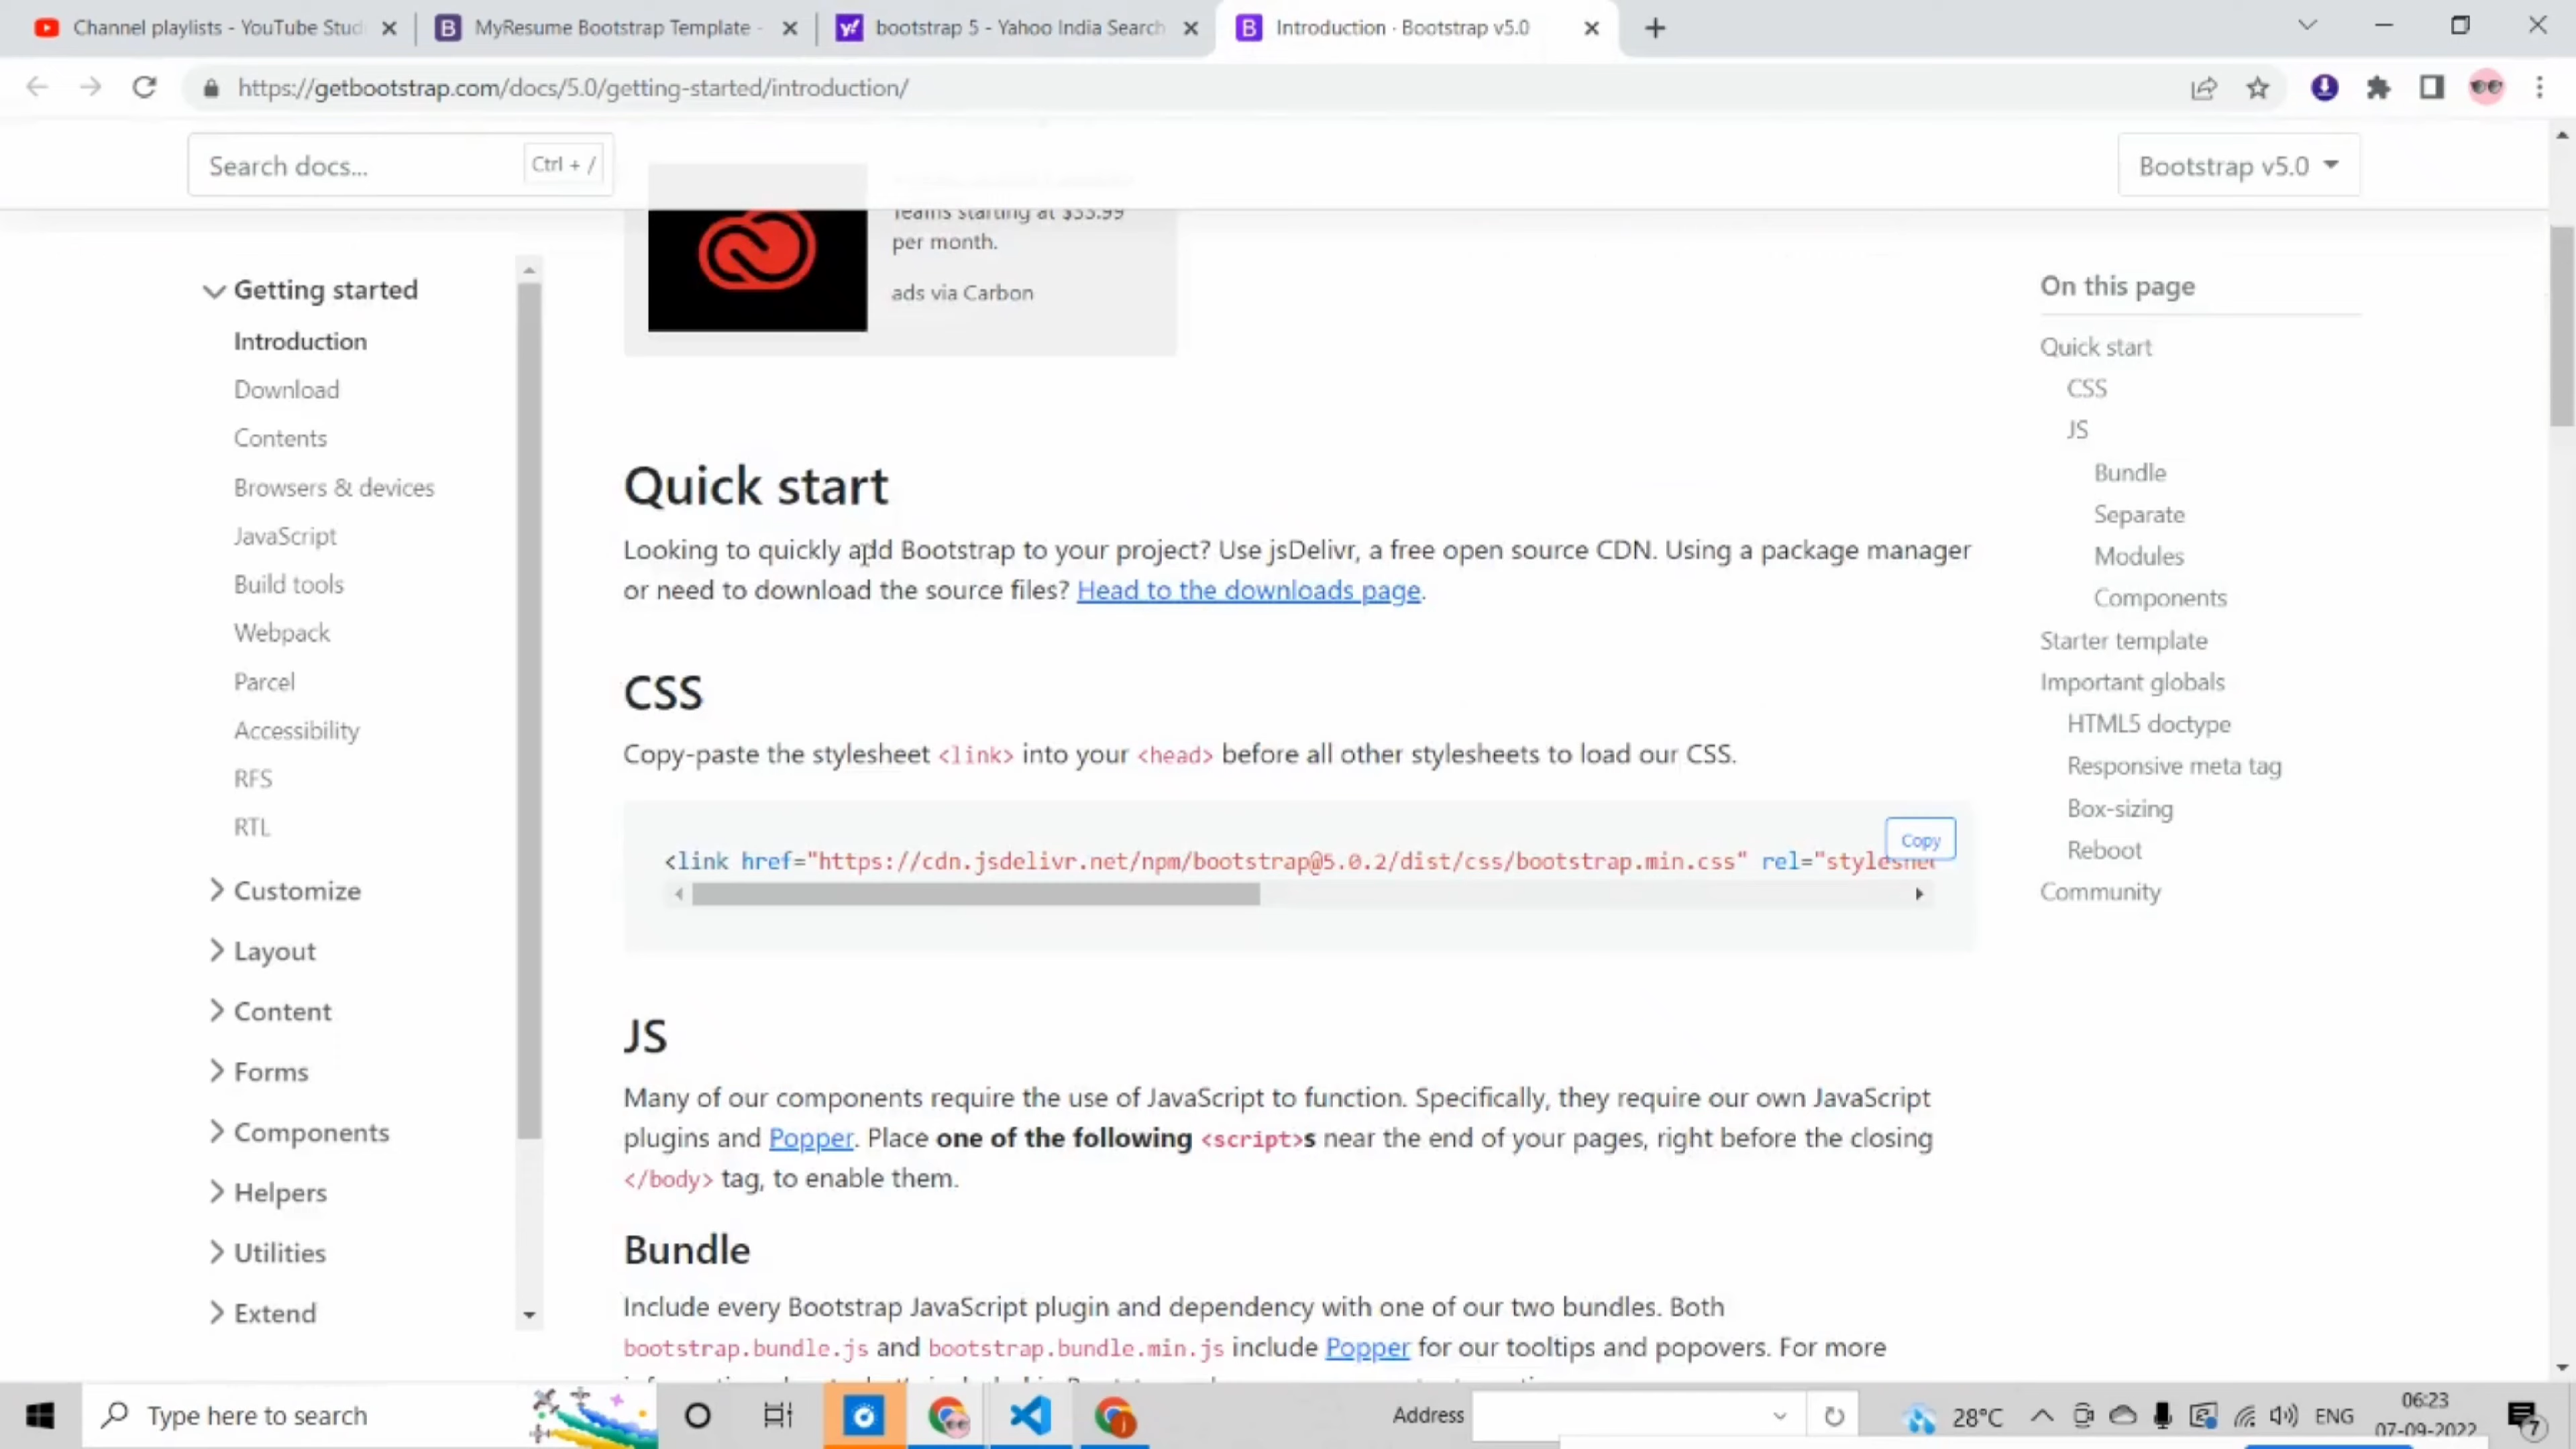 Channel playlists - YouTube Stud
MyResume Bootstrap Template -
bootstrap 5 - Yahoo India Search
Introduction · Bootstrap v5.0
https://getbootstrap.com/docs/5.0/getting-started/introduction/
Search docs...
Ctrl + /
Bootstrap v5.0
Teams starting at $33.99
per month.
ads via Carbon
Getting started
Introduction
Download
Contents
Browsers & devices
JavaScript
Build tools
Webpack
Parcel
Accessibility
RFS
RTL
Customize
Layout
Content
Forms
Components
Helpers
Utilities
Extend
Quick start
Looking to quickly add Bootstrap to your project? Use jsDelivr, a free open source CDN. Using a package manager
or need to download the source files? Head to the downloads page.
CSS
Copy-paste the stylesheet <link> into your <head> before all other stylesheets to load our CSS.
Copy
<link href="https://cdn.jsdelivr.net/npm/bootstrap@5.0.2/dist/css/bootstrap.min.css" rel="styleshe
JS
Many of our components require the use of JavaScript to function. Specifically, they require our own JavaScript
plugins and Popper. Place one of the following <script>s near the end of your pages, right before the closing
</body> tag, to enable them.
Bundle
Include every Bootstrap JavaScript plugin and dependency with one of our two bundles. Both
bootstrap.bundle.js and bootstrap.bundle.min.js include Popper for our tooltips and popovers. For more
On this page
Quick start
CSS
JS
Bundle
Separate
Modules
Components
Starter template
Important globals
HTML5 doctype
Responsive meta tag
Box-sizing
Reboot
Community
Type here to search
Address
28°C
ENG
06:23
07-09-2022
7